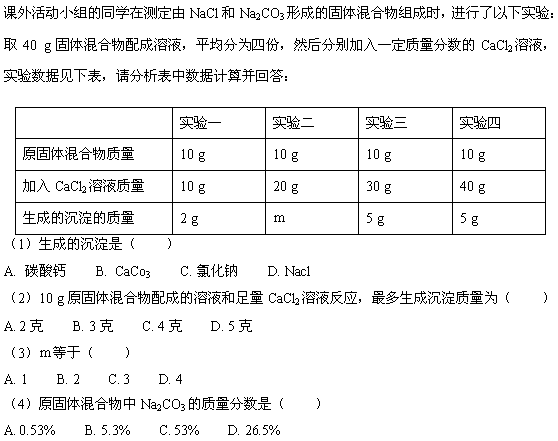 课外活动小组的同学在测定由 NaCl 和 Na₂CO₃ 形成的固体混合物组成时，进行了以下实验：
取 40 g 固体混合物配成溶液，平均分为四份，然后分别加入一定质量分数的 CaCl₂ 溶液，
实验数据见下表，请分析表中数据计算并回答：
实验一 实验二 实验三 实验四
原固体混合物质量 10 g 10 g 10 g 10 g
加入 CaCl₂ 溶液质量 10 g 20 g 30 g 40 g
生成的沉淀的质量 2 g m 5 g 5 g
（1）生成的沉淀是（ ）
A. 碳酸钙 B. CaCo₃ C. 氯化钠 D. Nacl
（2）10 g 原固体混合物配成的溶液和足量 CaCl₂ 溶液反应，最多生成沉淀质量为（ ）
A. 2 克 B. 3 克 C. 4 克 D. 5 克
（3）m 等于（ ）
A. 1 B. 2 C. 3 D. 4
（4）原固体混合物中 Na₂CO₃ 的质量分数是（ ）
A. 0.53% B. 5.3% C. 53% D. 26.5%